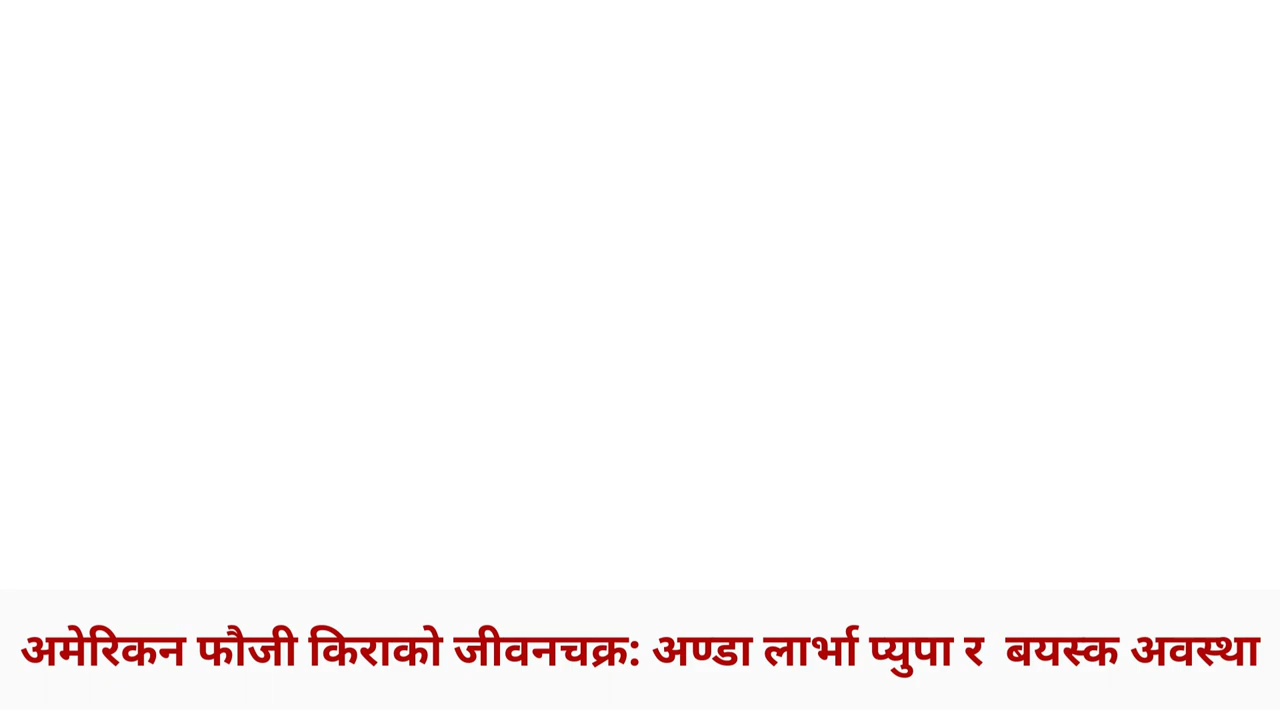 अमेरिकन फौजी किराको जीवनचक्र: अण्डा लार्भा प्युपा र  बयस्क अवस्था